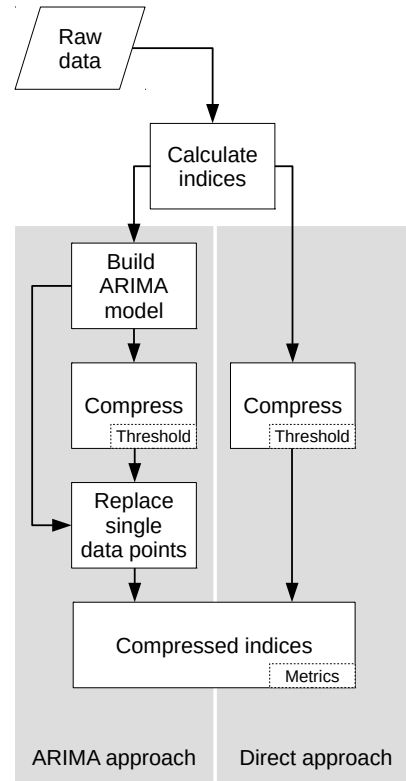 Raw
data
Calculate
indices
Build
ARIMA
model
Compress
Threshold
Replace
single
data points
Compress
Threshold
Compressed indices
Metrics
ARIMA approach
Direct approach